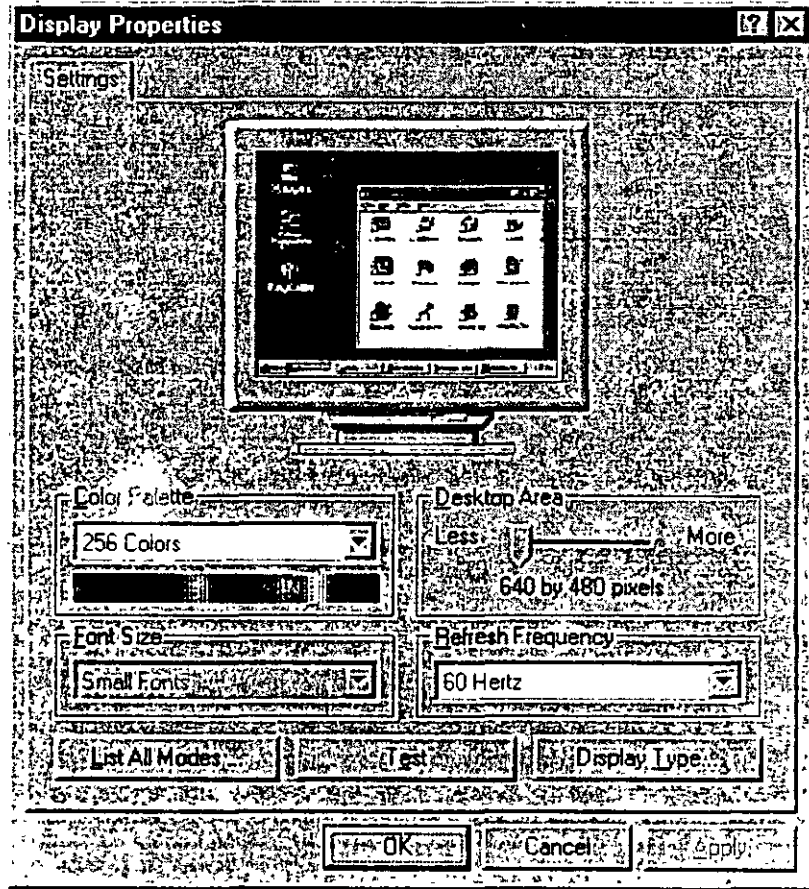 Display Properties
Settings
Color Palette
Desktop Area
256 Colors
Less
More
640 by 480 pixels
Font Size
Refresh Frequency
Small Fonts
60 Hertz
List All Modes...
Test
Display Type...
OK
Cancel
Apply